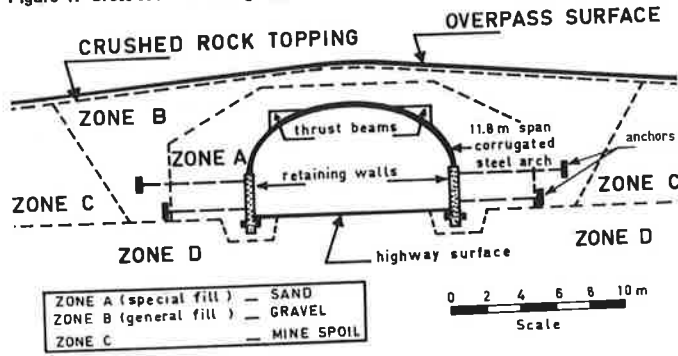 OVERPASS SURFACE
CRUSHED ROCK TOPPING
ZONE B
thrust beams
11.8 m span
corrugated
steel arch
anchors
ZONE A
retaining walls
ZONE C
ZONE C
ZONE D
highway surface
ZONE D
ZONE A (special fill) — SAND
ZONE B (general fill) — GRAVEL
ZONE C — MINE SPOIL
0 2 4 6 8 10 m
Scale